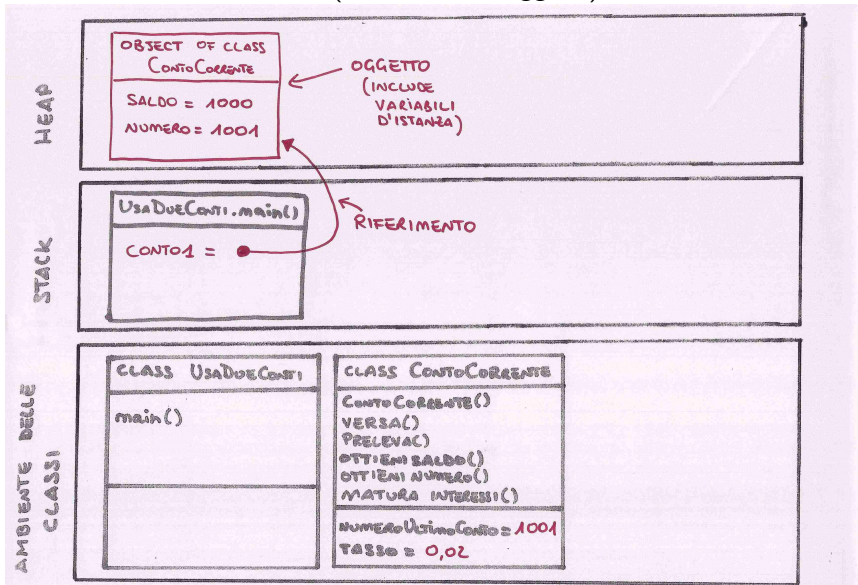 HEAP
OBJECT OF CLASS
ContoCorrente
SALDO = 1000
NUMERO = 1001
OGGETTO
(INCLUDE
VARIABILI
D'ISTANZA)
STACK
UsaDueConti.main()
CONTO1 =
RIFERIMENTO
AMBIENTE DELLE
CLASSI
CLASS UsaDueConti
main()
CLASS ContoCorrente
ContoCorrente()
VERSA()
PRELEVA()
OTTIENI SALDO()
OTTIENI NUMERO()
MATURA INTERESSI()
NUMEROUltimoConto = 1001
TASSO = 0,02